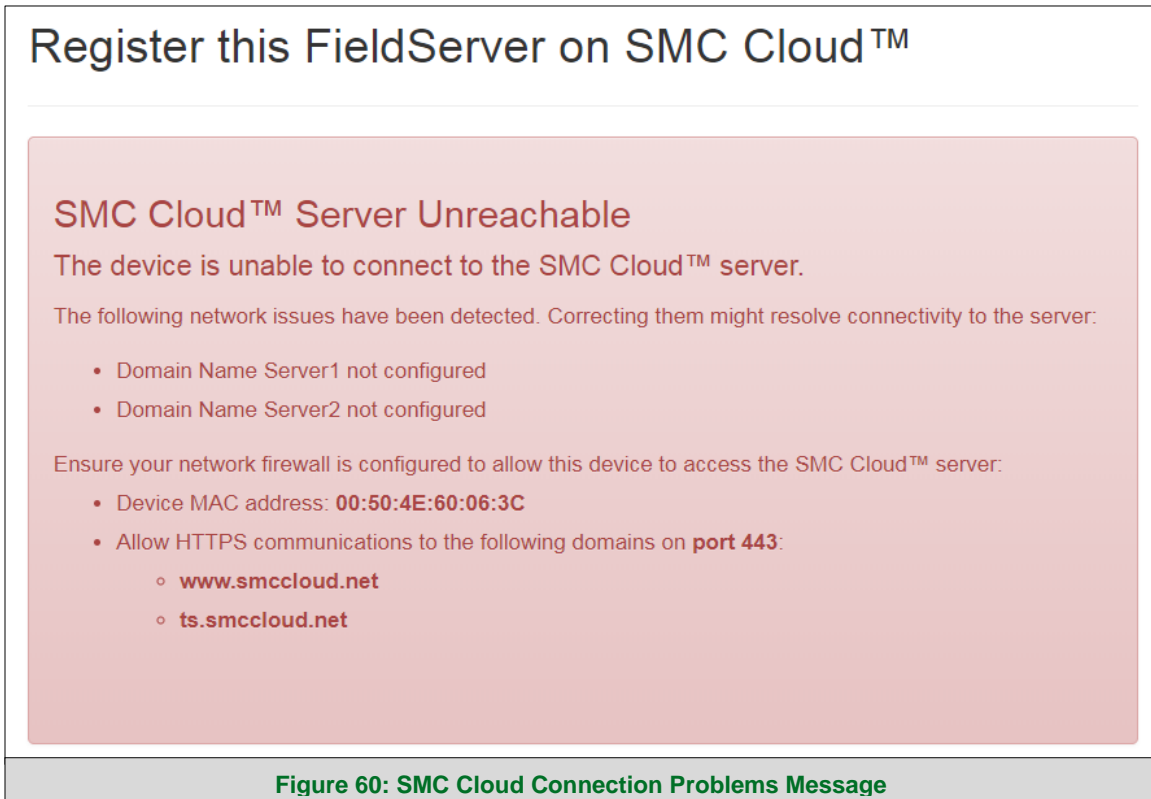 Register this FieldServer on SMC Cloud™
SMC Cloud™ Server Unreachable
The device is unable to connect to the SMC Cloud™ server.
The following network issues have been detected. Correcting them might resolve connectivity to the server:
• Domain Name Server1 not configured
• Domain Name Server2 not configured
Ensure your network firewall is configured to allow this device to access the SMC Cloud™ server:
• Device MAC address: 00:50:4E:60:06:3C
• Allow HTTPS communications to the following domains on port 443:
◦ www.smccloud.net
◦ ts.smccloud.net
Figure 60: SMC Cloud Connection Problems Message